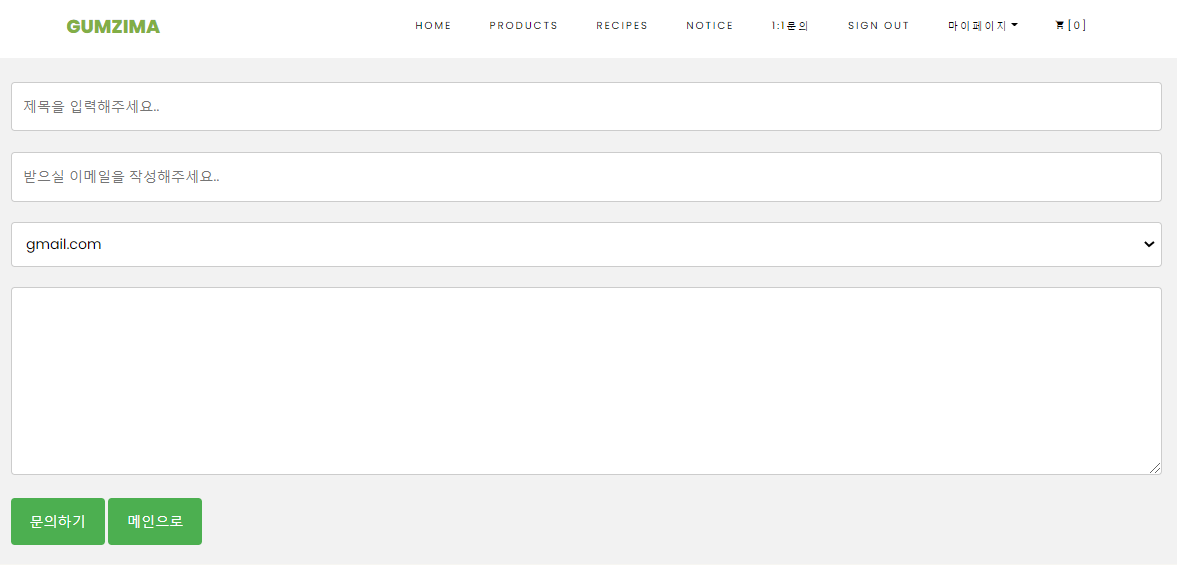 GUMZIMA HOME PRODUCTS RECIPES NOTICE 1:1문의 SIGN OUT 마이페이지 [0]
제목을 입력해주세요..
받으실 이메일을 작성해주세요..
gmail.com
문의하기 메인으로